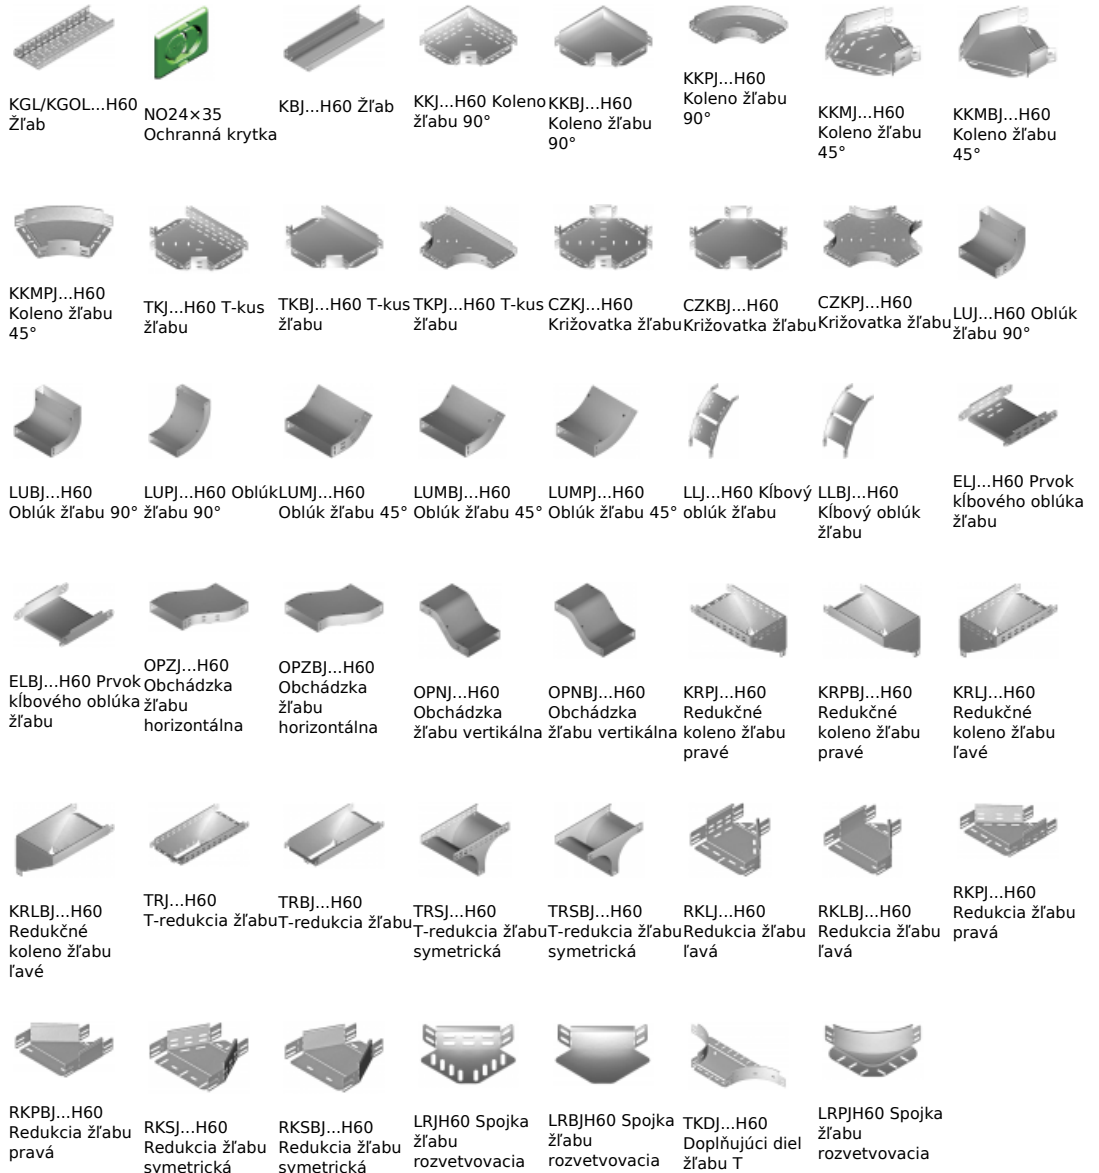 KGL/KGOL...H60
Žľab
NO24×35
Ochranná krytka
KBJ...H60 Žľab
KKJ...H60 Koleno
žľabu 90°
KKBJ...H60
Koleno žľabu
90°
KKPJ...H60
Koleno žľabu
90°
KKMJ...H60
Koleno žľabu
45°
KKMBJ...H60
Koleno žľabu
45°
KKMPJ...H60
Koleno žľabu
45°
TKJ...H60 T-kus
žľabu
TKBJ...H60 T-kus
žľabu
TKPJ...H60 T-kus
žľabu
CZKJ...H60
Križovatka žľabu
CZKBJ...H60
Križovatka žľabu
CZKPJ...H60
Križovatka žľabu
LUJ...H60 Oblúk
žľabu 90°
LUBJ...H60
Oblúk žľabu 90°
LUPJ...H60 Oblúk
žľabu 90°
LUMJ...H60
Oblúk žľabu 45°
LUMBJ...H60
Oblúk žľabu 45°
LUMPJ...H60
Oblúk žľabu 45°
LLJ...H60 Kĺbový
oblúk žľabu
LLBJ...H60
Kĺbový oblúk
žľabu
ELJ...H60 Prvok
kĺbového oblúka
žľabu
ELBJ...H60 Prvok
kĺbového oblúka
žľabu
OPZJ...H60
Obchádzka
žľabu
horizontálna
OPZBJ...H60
Obchádzka
žľabu
horizontálna
OPNJ...H60
Obchádzka
žľabu vertikálna
OPNBJ...H60
Obchádzka
žľabu vertikálna
KRPJ...H60
Redukčné
koleno žľabu
pravé
KRPBJ...H60
Redukčné
koleno žľabu
pravé
KRLJ...H60
Redukčné
koleno žľabu
ľavé
KRLBJ...H60
Redukčné
koleno žľabu
ľavé
TRJ...H60
T-redukcia žľabu
TRBJ...H60
T-redukcia žľabu
TRSJ...H60
T-redukcia žľabu
symetrická
TRSBJ...H60
T-redukcia žľabu
symetrická
RKLJ...H60
Redukcia žľabu
ľavá
RKLBJ...H60
Redukcia žľabu
ľavá
RKPJ...H60
Redukcia žľabu
pravá
RKPBJ...H60
Redukcia žľabu
pravá
RKSJ...H60
Redukcia žľabu
symetrická
RKSBJ...H60
Redukcia žľabu
symetrická
LRJH60 Spojka
žľabu
rozvetvovacia
LRBJH60 Spojka
žľabu
rozvetvovacia
TKDJ...H60
Doplňujúci diel
žľabu T
LRPJH60 Spojka
žľabu
rozvetvovacia